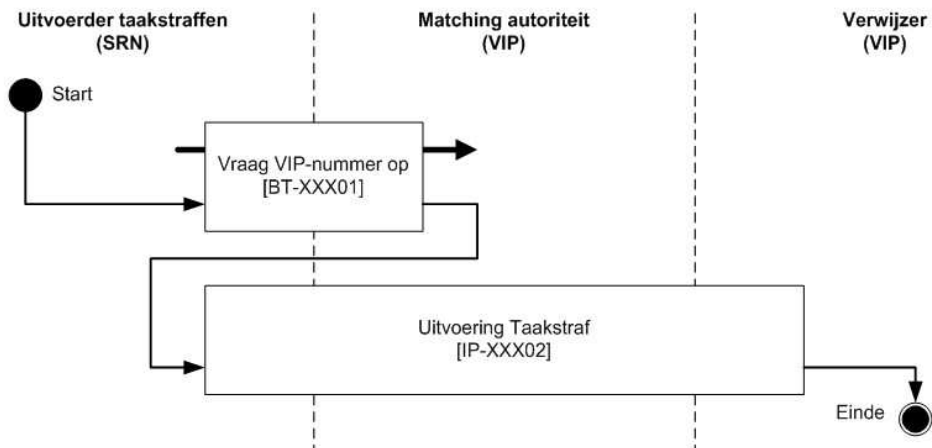 Uitvoerder taakstraffen
(SRN)
Matching autoriteit
(VIP)
Verwijzer
(VIP)
Start
Vraag VIP-nummer op
[BT-XXX01]
Uitvoering Taakstraf
[IP-XXX02]
Einde